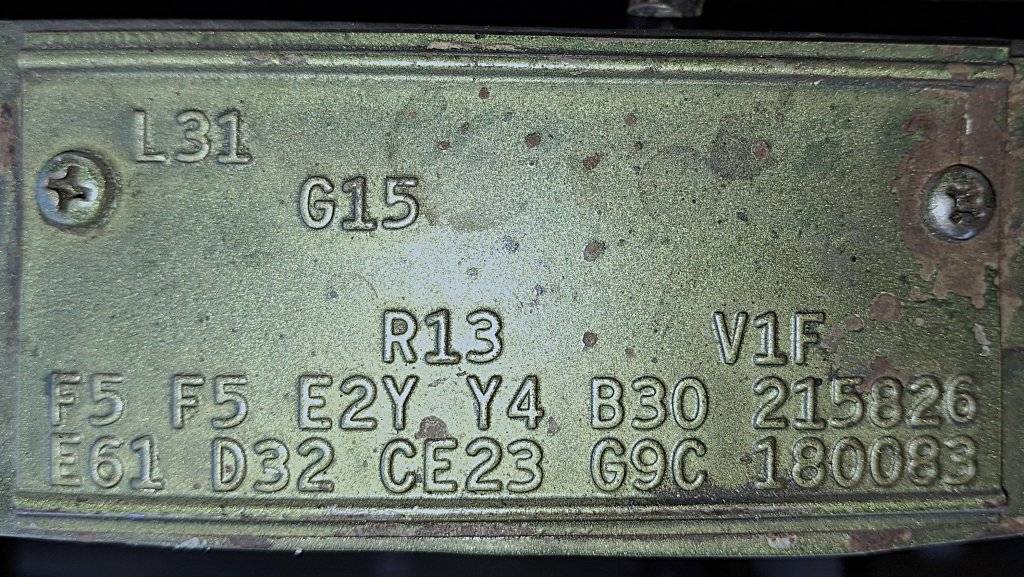 L31
G15
R13 V1F
F5 F5 E2Y Y4 B30 215826
E61 D32 CE23 G9C 180083